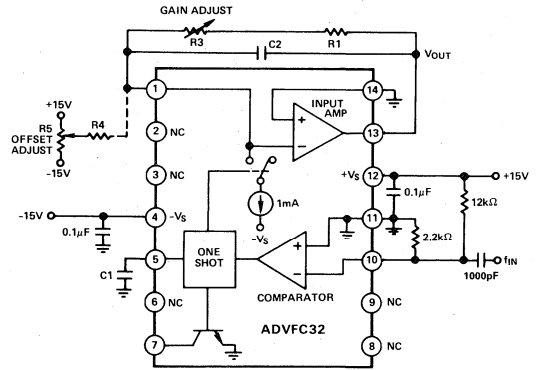 GAIN ADJUST
R3
R1
C2
VOUT
+15V
R5
OFFSET
ADJUST
R4
-15V
1
14
INPUT
AMP
+
−
13
2
NC
3
NC
1mA
-VS
+VS
12
+15V
0.1µF
12kΩ
-15V
0.1µF
4
-VS
11
2.2kΩ
5
C1
ONE
SHOT
+
−
COMPARATOR
10
fIN
1000pF
6
NC
9
NC
ADVFC32
7
8
NC